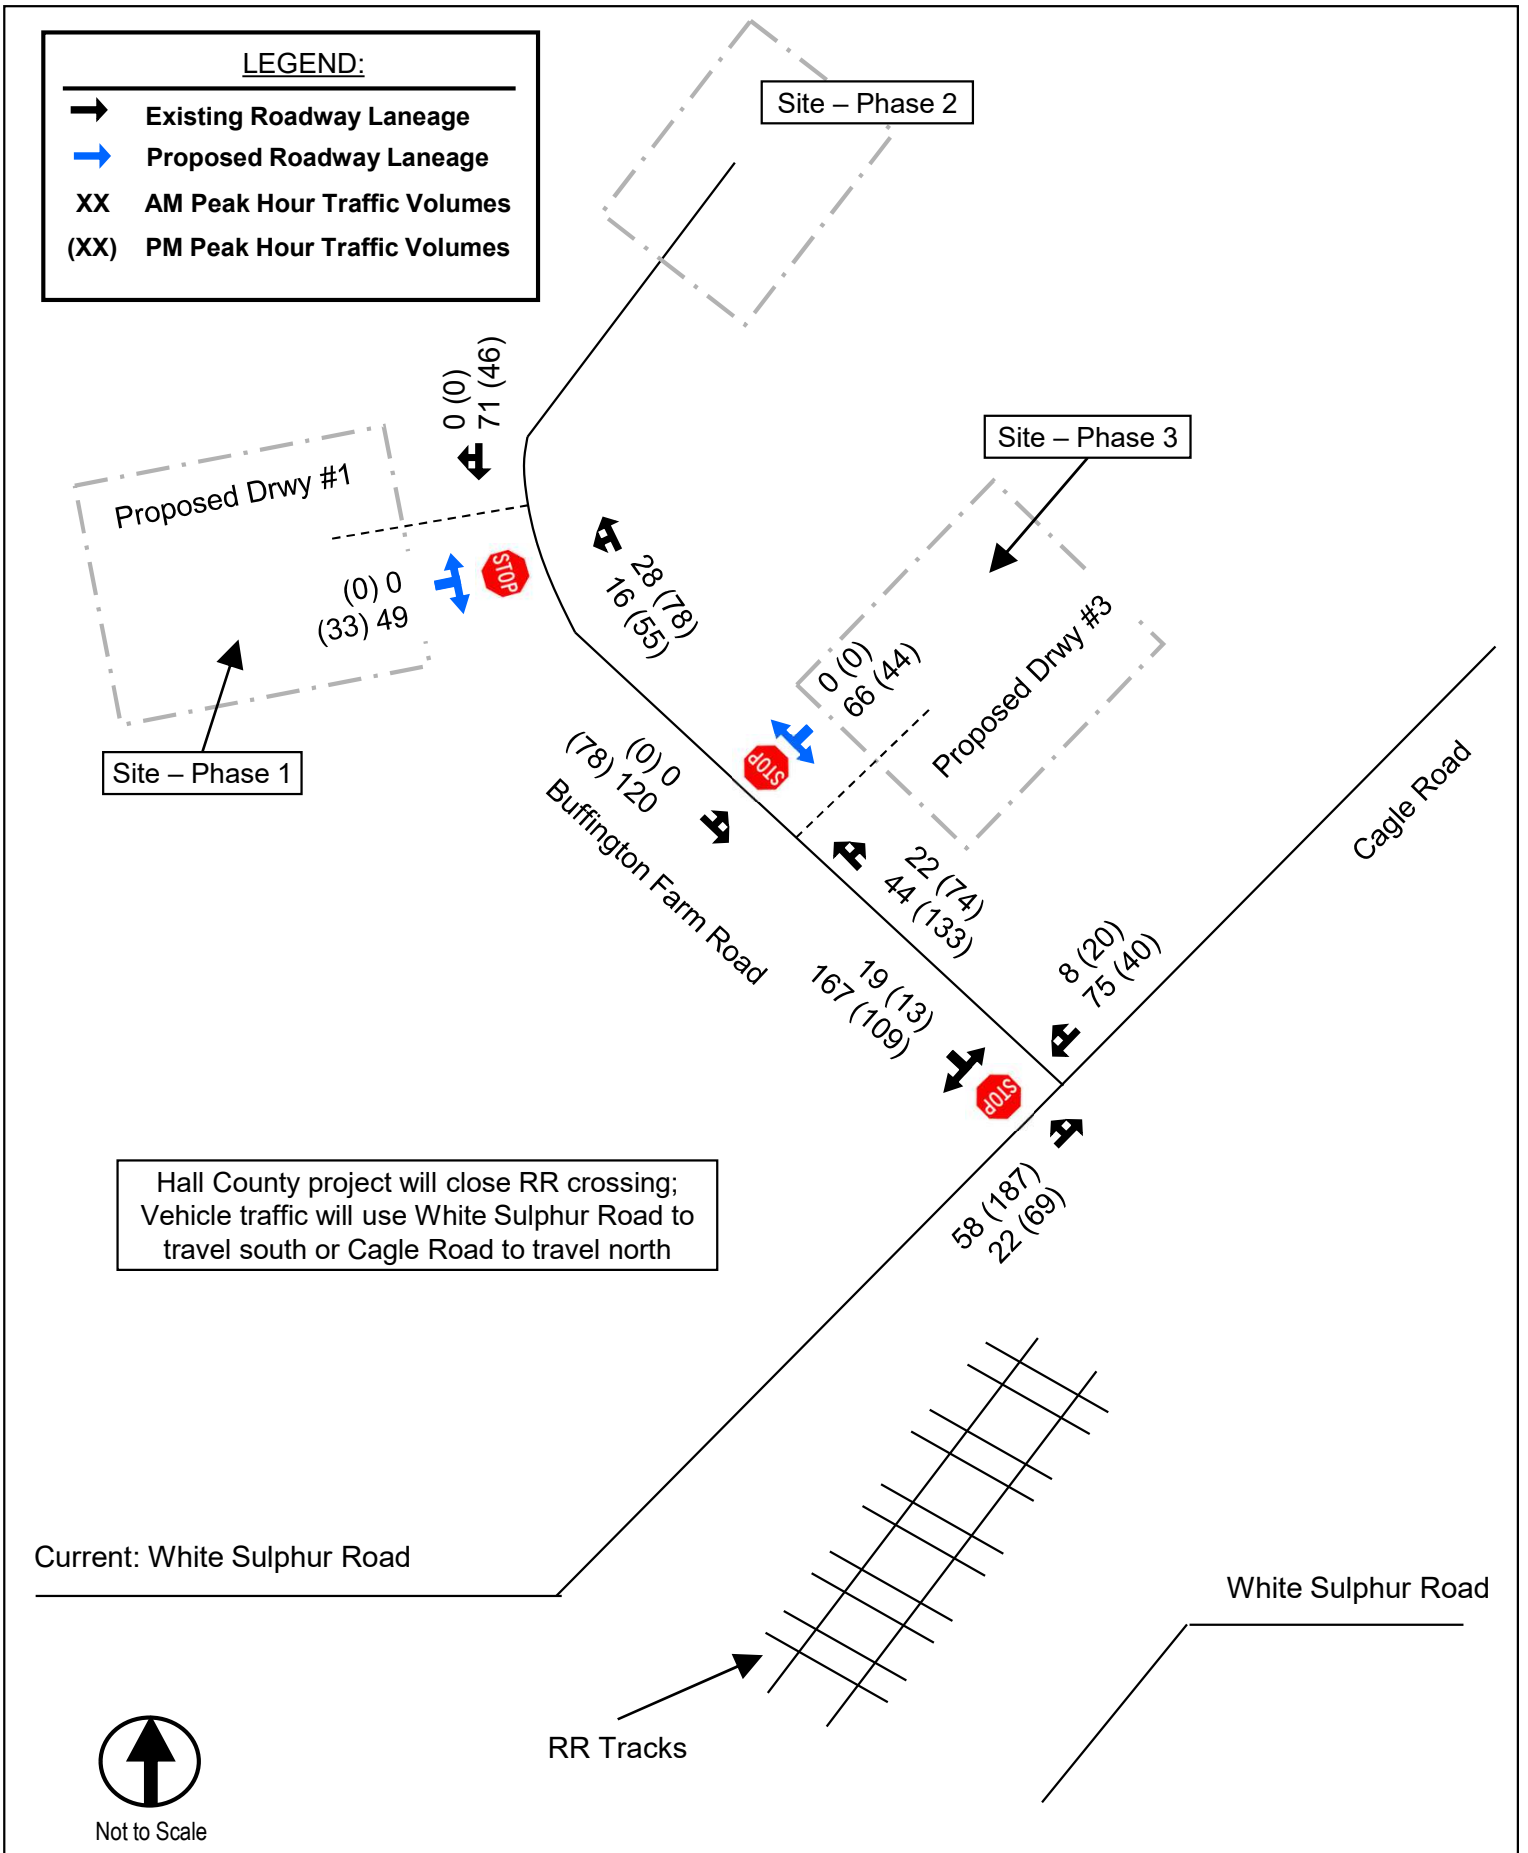 LEGEND:
Existing Roadway Laneage
Proposed Roadway Laneage
XX AM Peak Hour Traffic Volumes
(XX) PM Peak Hour Traffic Volumes
Site – Phase 2
0 (0)
71 (46)
Site – Phase 3
Proposed Drwy #1
STOP
(0) 0
(33) 49
28 (78)
16 (55)
Site – Phase 1
0 (0)
66 (44)
Proposed Drwy #3
STOP
(0) 0
(78) 120
Buffington Farm Road
Cagle Road
22 (74)
44 (133)
19 (13)
167 (109)
8 (20)
75 (40)
STOP
58 (187)
22 (69)
Hall County project will close RR crossing;
Vehicle traffic will use White Sulphur Road to
travel south or Cagle Road to travel north
Current: White Sulphur Road
White Sulphur Road
RR Tracks
Not to Scale